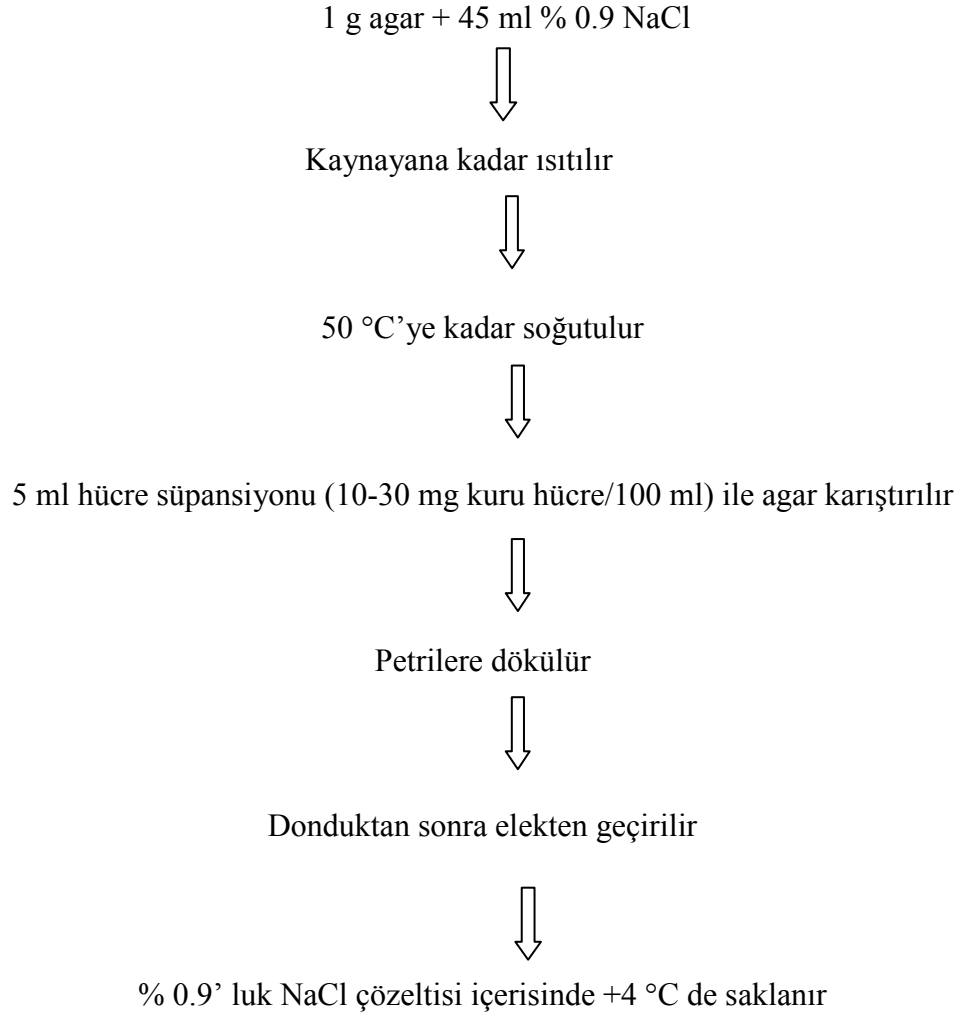 1 g agar + 45 ml % 0.9 NaCl
Kaynayana kadar ısıtılır
50 °C’ye kadar soğutulur
5 ml hücre süpansiyonu (10-30 mg kuru hücre/100 ml) ile agar karıştırılır
Petrilere dökülür
Donduktan sonra elekten geçirilir
% 0.9’ luk NaCl çözeltisi içerisinde +4 °C de saklanır